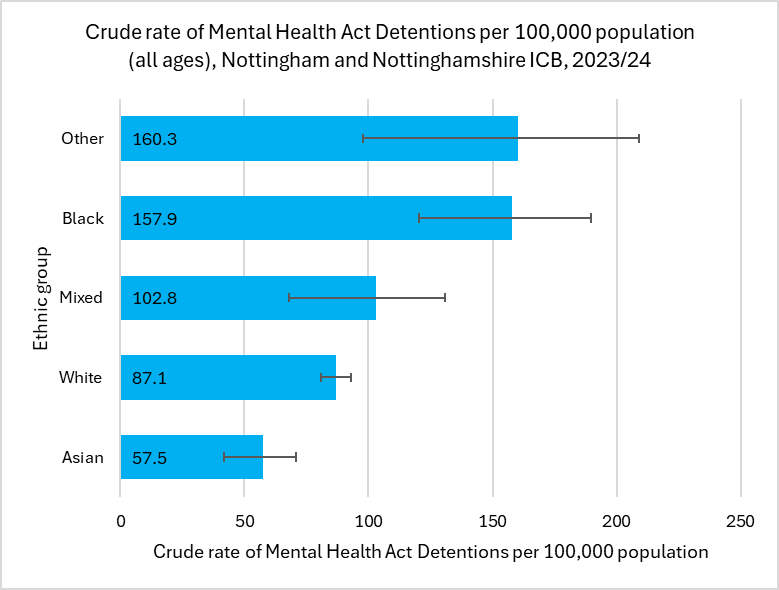 Crude rate of Mental Health Act Detentions per 100,000 population
(all ages), Nottingham and Nottinghamshire ICB, 2023/24
Ethnic group
Other 160.3
Black 157.9
Mixed 102.8
White 87.1
Asian 57.5
0 50 100 150 200 250
Crude rate of Mental Health Act Detentions per 100,000 population